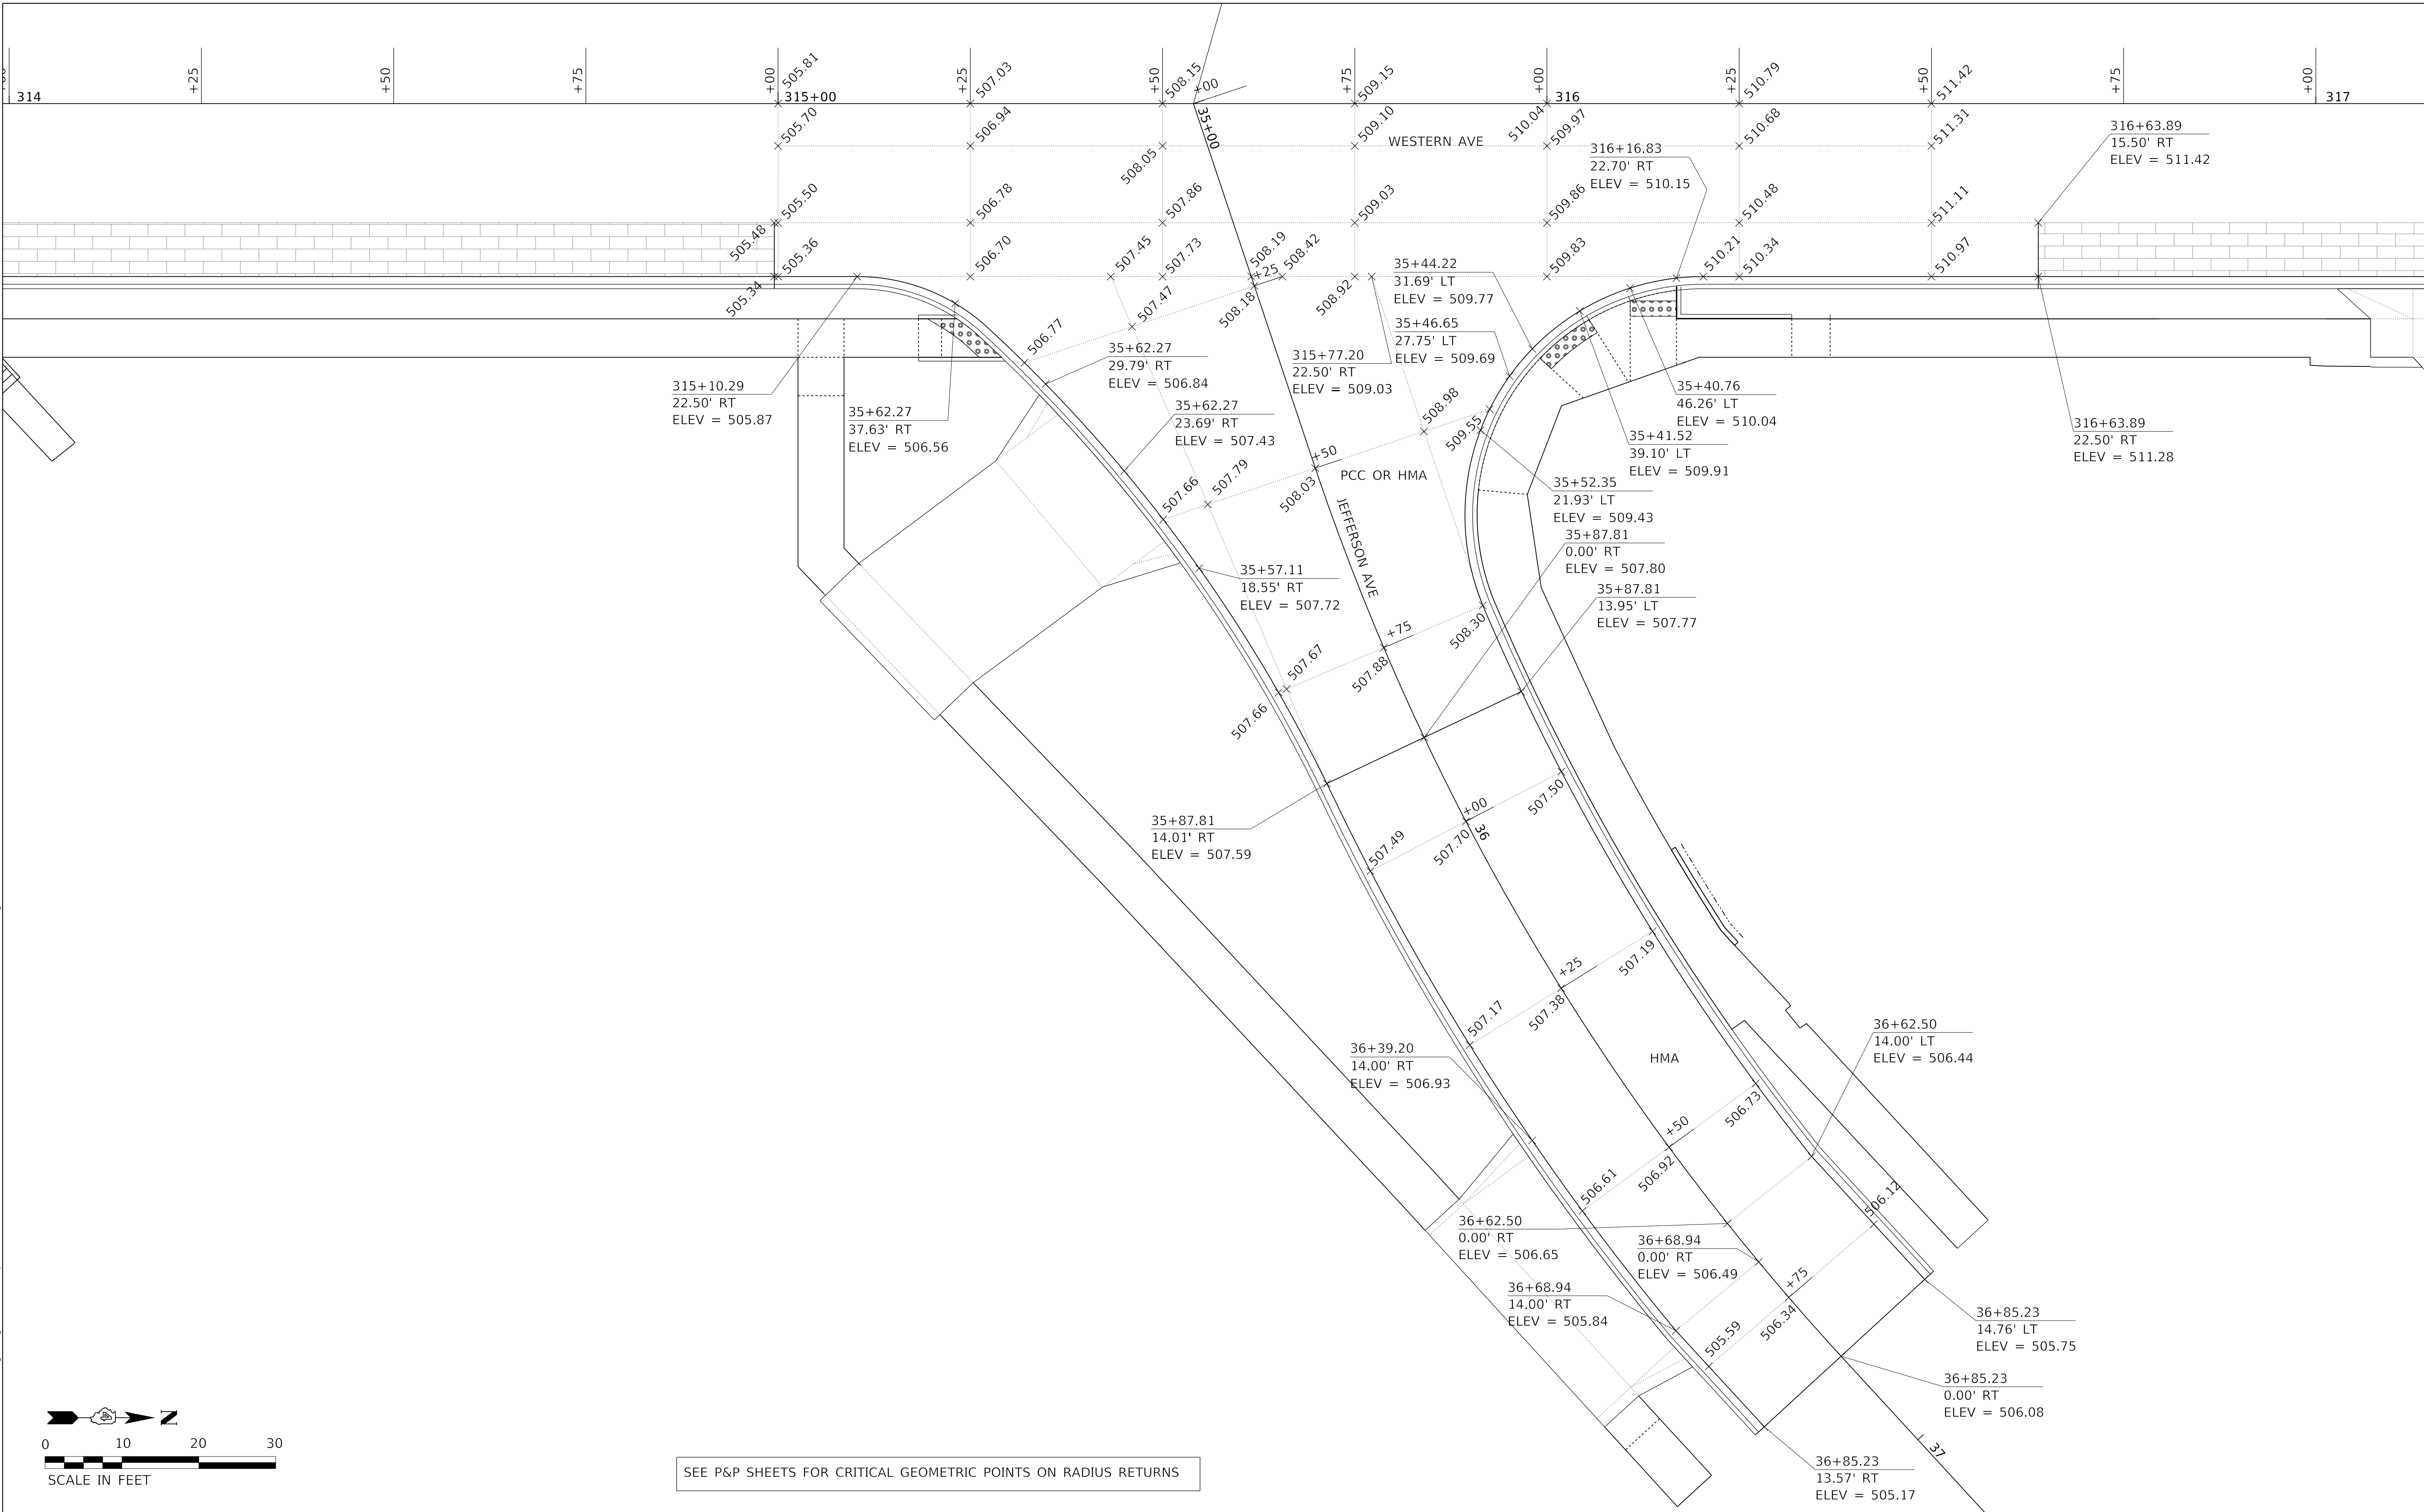 +25
+50
+75
+00
+25
+50
+75
+00
+25
+50
+75
+00
314
315+00
316
317
505.81
507.03
508.15
+00
35+00
509.15
510.79
511.42
505.70
506.94
508.05
509.10
510.04
509.97
510.68
511.31
WESTERN AVE
316+16.83
22.70' RT
ELEV = 510.15
316+63.89
15.50' RT
ELEV = 511.42
505.50
506.78
507.86
509.03
509.86
510.48
511.11
505.48
505.36
506.70
507.45
507.73
508.19
508.42
+25
509.83
510.21
510.34
510.97
505.34
507.47
508.18
508.92
35+44.22
31.69' LT
ELEV = 509.77
35+46.65
27.75' LT
ELEV = 509.69
506.77
35+62.27
29.79' RT
ELEV = 506.84
315+77.20
22.50' RT
ELEV = 509.03
315+10.29
22.50' RT
ELEV = 505.87
35+62.27
37.63' RT
ELEV = 506.56
35+62.27
23.69' RT
ELEV = 507.43
508.98
509.55
35+40.76
46.26' LT
ELEV = 510.04
35+41.52
39.10' LT
ELEV = 509.91
316+63.89
22.50' RT
ELEV = 511.28
507.66
507.79
508.03
+50
PCC OR HMA
35+52.35
21.93' LT
ELEV = 509.43
JEFFERSON AVE
35+87.81
0.00' RT
ELEV = 507.80
35+57.11
18.55' RT
ELEV = 507.72
35+87.81
13.95' LT
ELEV = 507.77
507.66
507.67
507.88
+75
508.30
35+87.81
14.01' RT
ELEV = 507.59
507.49
507.70
+00
36
507.50
507.17
507.38
+25
507.19
36+39.20
14.00' RT
ELEV = 506.93
HMA
36+62.50
14.00' LT
ELEV = 506.44
506.61
506.92
+50
506.73
36+62.50
0.00' RT
ELEV = 506.65
36+68.94
0.00' RT
ELEV = 506.49
506.12
36+68.94
14.00' RT
ELEV = 505.84
505.59
506.34
+75
36+85.23
14.76' LT
ELEV = 505.75
36+85.23
0.00' RT
ELEV = 506.08
37
36+85.23
13.57' RT
ELEV = 505.17
N
0 10 20 30
SCALE IN FEET
SEE P&P SHEETS FOR CRITICAL GEOMETRIC POINTS ON RADIUS RETURNS